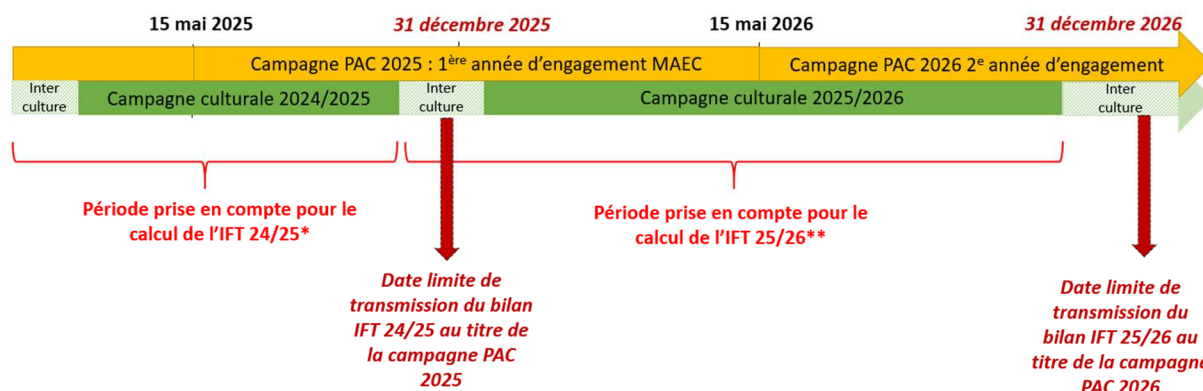 15 mai 2025
31 décembre 2025
15 mai 2026
31 décembre 2026
Campagne PAC 2025 : 1ère année d'engagement MAEC
Campagne PAC 2026 2e année d'engagement
Inter
culture
Campagne culturale 2024/2025
Inter
culture
Campagne culturale 2025/2026
Inter
culture
Période prise en compte pour le
calcul de l'IFT 24/25*
Période prise en compte pour le
calcul de l'IFT 25/26**
Date limite de
transmission du bilan
IFT 24/25 au titre de
la campagne PAC
2025
Date limite de
transmission du
bilan IFT 25/26 au
titre de la campagne
PAC 2026